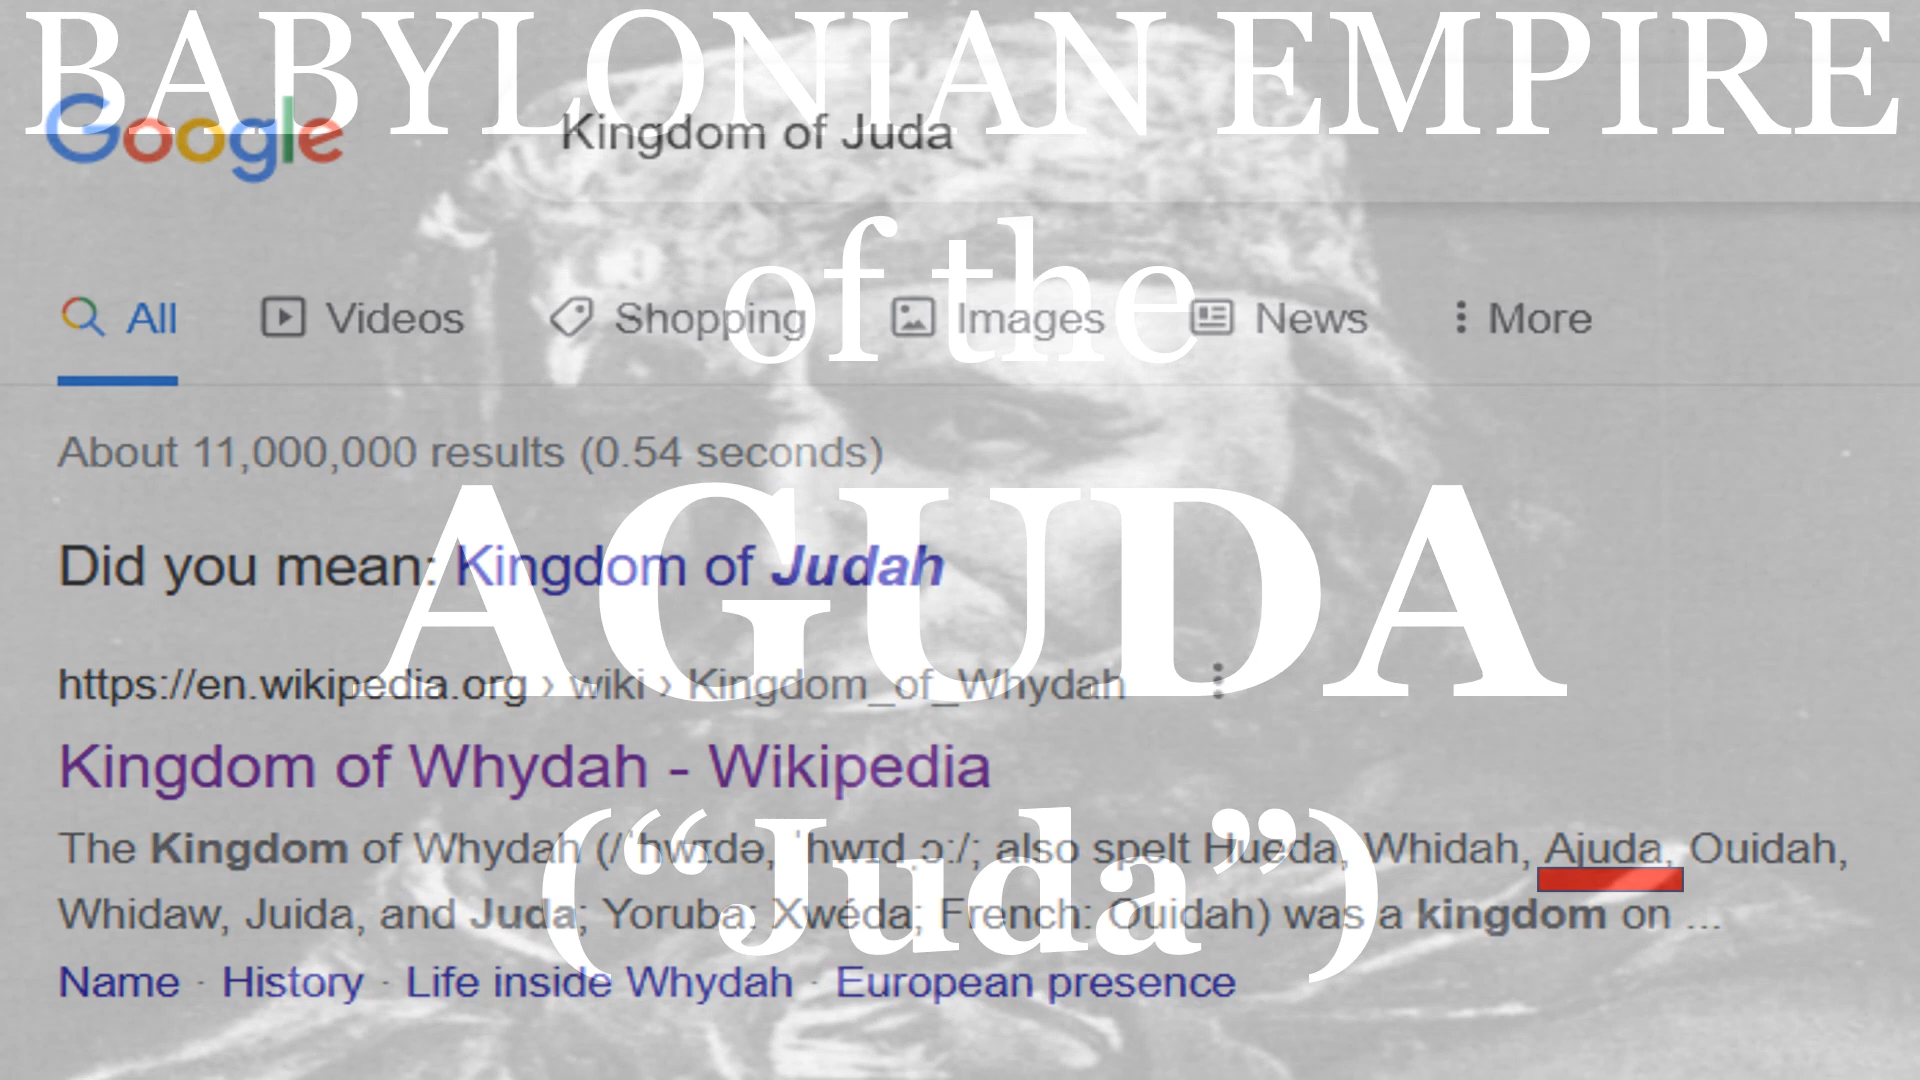 BABYLONIAN EMPIRE
Google
Kingdom of Juda
of the
All Videos Shopping Images News More
About 11,000,000 results (0.54 seconds)
AGUDA
Did you mean: Kingdom of Judah
https://en.wikipedia.org › wiki › Kingdom_of_Whydah
Kingdom of Whydah - Wikipedia
(“Juda”)
The Kingdom of Whydah (/ˈhwɪdə, ˈhwɪdˌɔː/; also spelt Hueda, Whidah, Ajuda, Ouidah,
Whidaw, Juida, and Juda; Yoruba: Xwéda; French: Ouidah) was a kingdom on ...
Name · History · Life inside Whydah · European presence